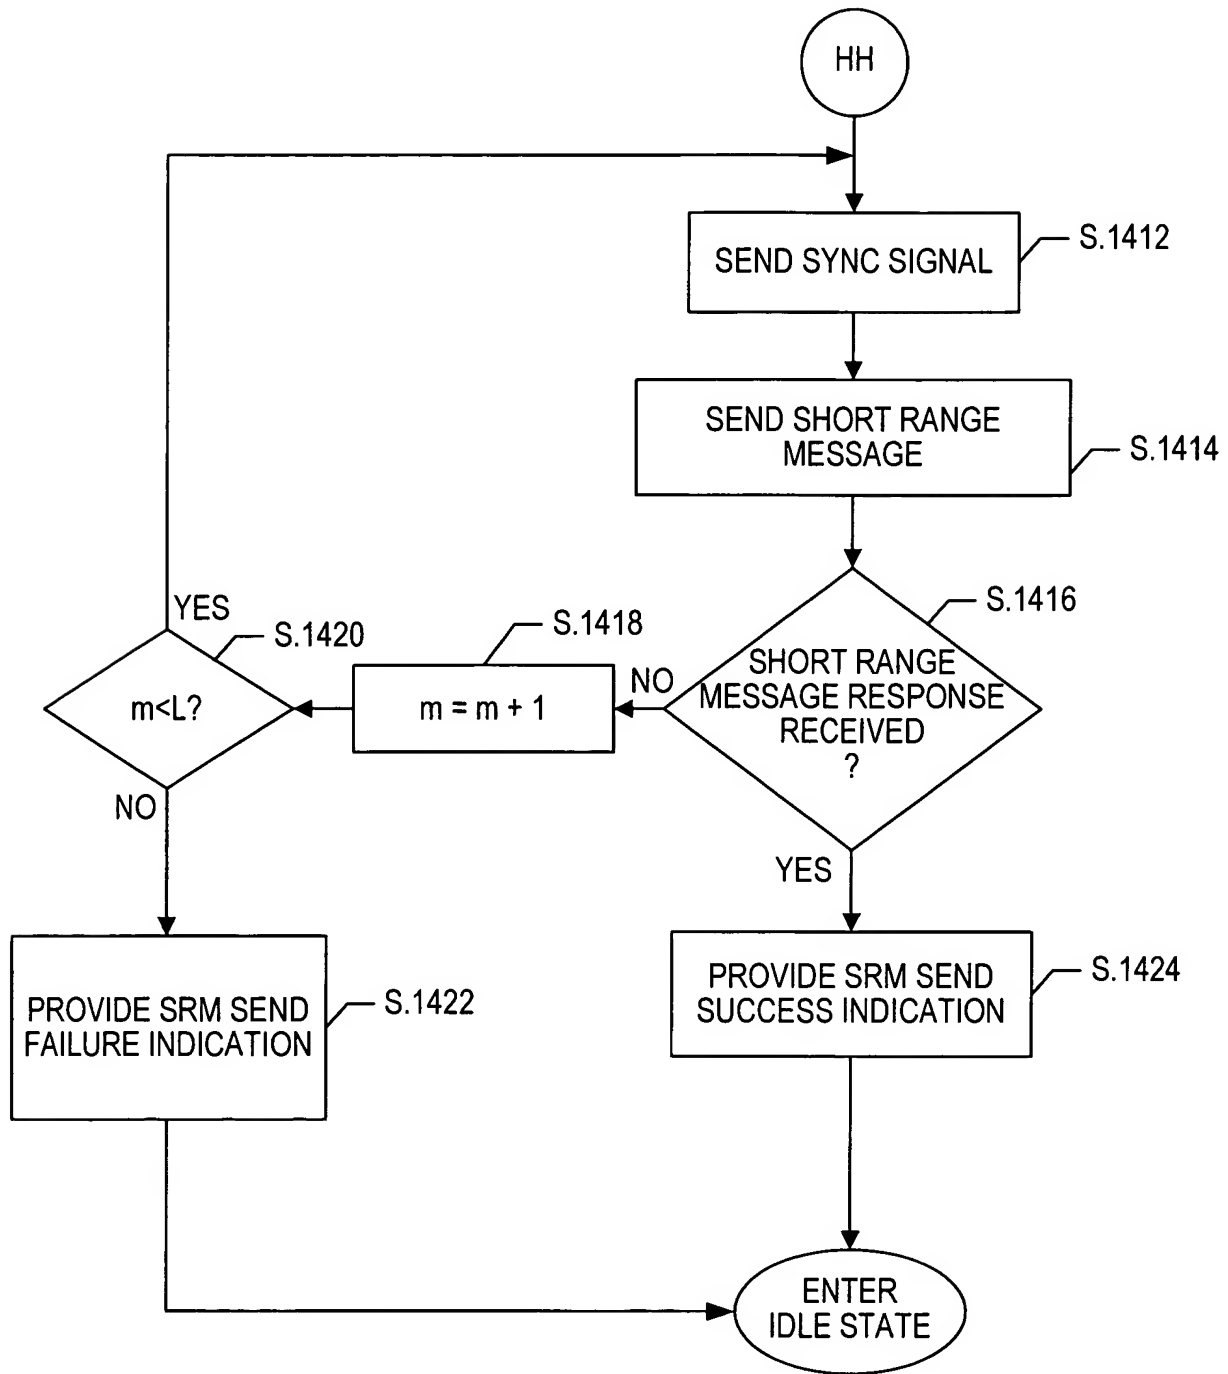 HH
SEND SYNC SIGNAL
S.1412
SEND SHORT RANGE
MESSAGE
S.1414
SHORT RANGE
MESSAGE RESPONSE
RECEIVED
?
S.1416
NO
YES
m = m + 1
S.1418
m<L?
S.1420
YES
NO
PROVIDE SRM SEND
FAILURE INDICATION
S.1422
PROVIDE SRM SEND
SUCCESS INDICATION
S.1424
ENTER
IDLE STATE